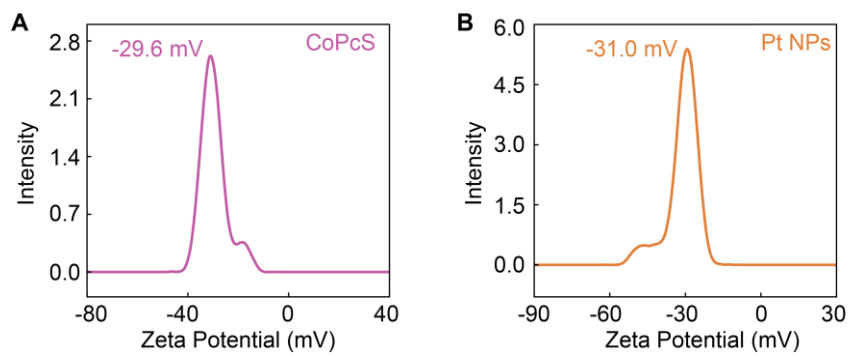 A
-29.6 mV
CoPcS
2.8
2.1
1.4
0.7
0.0
Intensity
-80
-40
0
40
Zeta Potential (mV)
B
-31.0 mV
Pt NPs
6.0
4.5
3.0
1.5
0.0
Intensity
-90
-60
-30
0
30
Zeta Potential (mV)